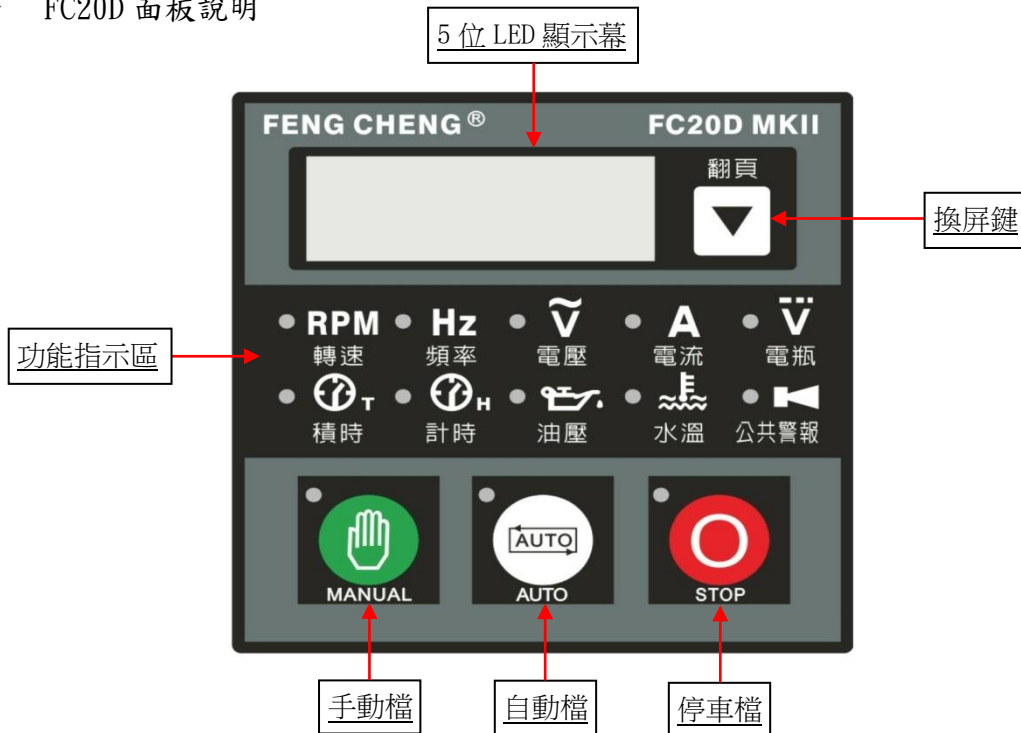 FC20D 面板說明
5 位 LED 顯示幕
FENG CHENG® FC20D MKII
翻頁
換屏鍵
RPM Hz V A V
功能指示區
轉速 頻率 電壓 電流 電瓶
T H
積時 計時 油壓 水溫 公共警報
AUTO
MANUAL AUTO STOP
手動檔 自動檔 停車檔